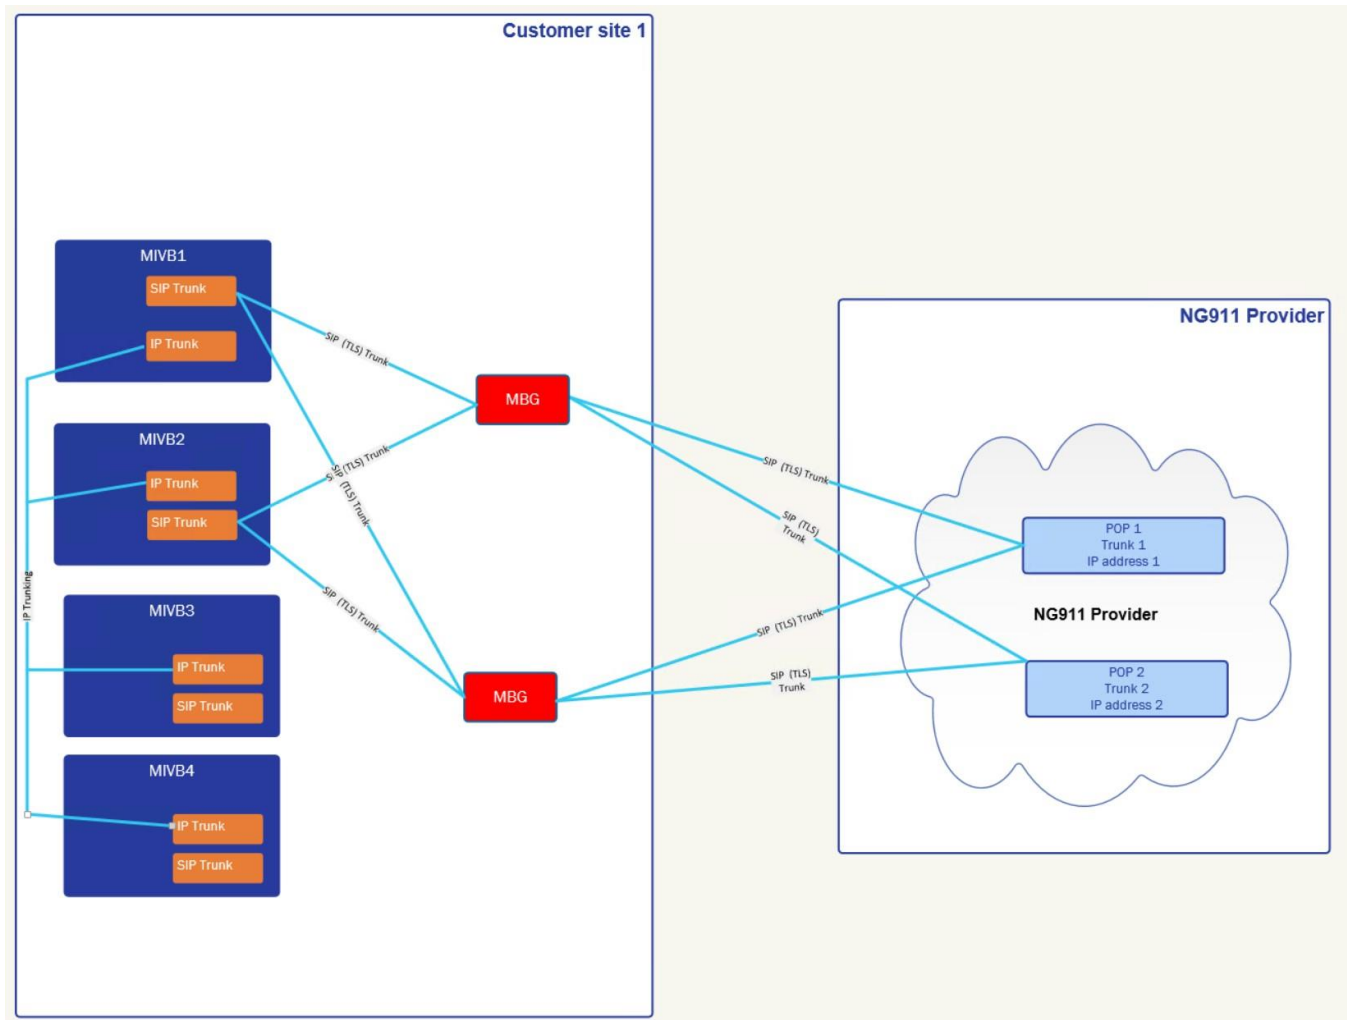 Customer site 1
MIVB1
SIP Trunk
IP Trunk
MIVB2
IP Trunk
SIP Trunk
MIVB3
IP Trunk
SIP Trunk
MIVB4
IP Trunk
SIP Trunk
IP Trunking
SIP (TLS) Trunk
SIP (TLS) Trunk
SIP (TLS) Trunk
SIP (TLS) Trunk
MBG
MBG
SIP (TLS) Trunk
SIP (TLS)
Trunk
SIP (TLS) Trunk
SIP (TLS)
Trunk
NG911 Provider
POP 1
Trunk 1
IP address 1
NG911 Provider
POP 2
Trunk 2
IP address 2